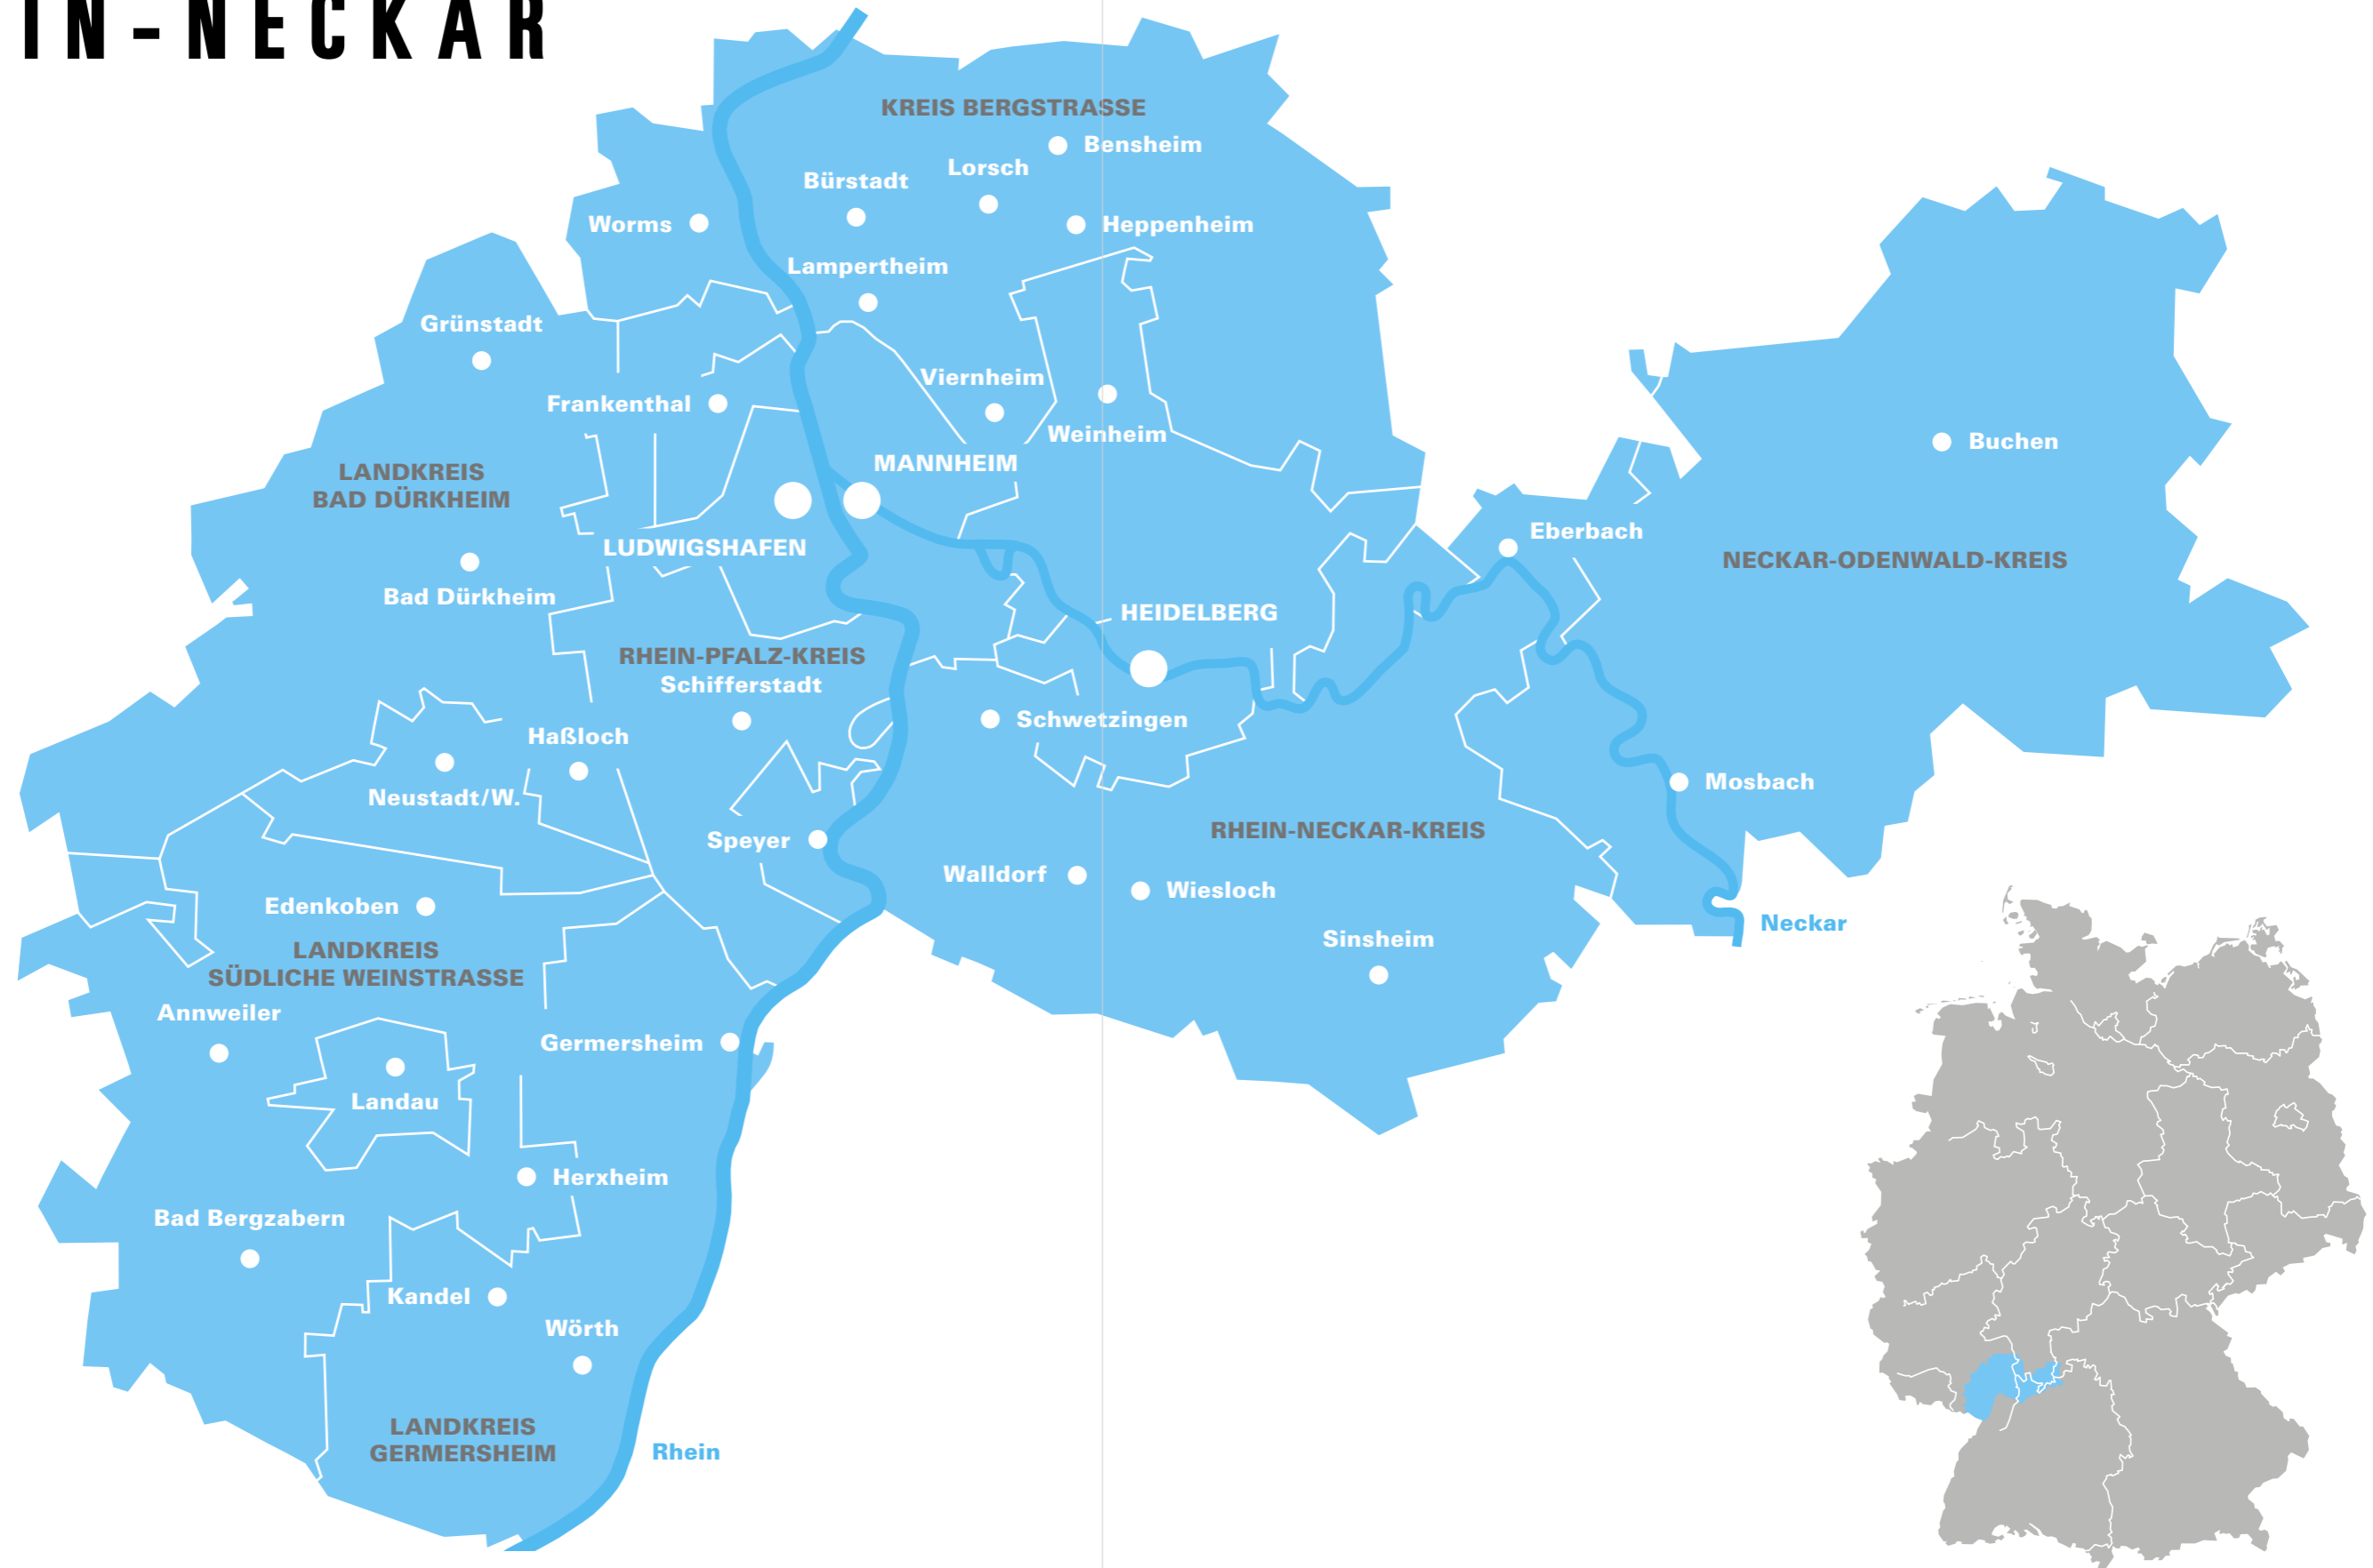 IN-NECKAR
KREIS BERGSTRASSE
Bensheim
Lorsch
Bürstadt
Worms
Heppenheim
Lampertheim
Grünstadt
Viernheim
Frankenthal
Weinheim
Buchen
MANNHEIM
LANDKREIS
BAD DÜRKHEIM
Eberbach
LUDWIGSHAFEN
NECKAR-ODENWALD-KREIS
Bad Dürkheim
HEIDELBERG
RHEIN-PFALZ-KREIS
Schifferstadt
Schwetzingen
Haßloch
Mosbach
Neustadt/W.
RHEIN-NECKAR-KREIS
Speyer
Walldorf
Wiesloch
Edenkoben
Neckar
Sinsheim
LANDKREIS
SÜDLICHE WEINSTRASSE
Annweiler
Germersheim
Landau
Herxheim
Bad Bergzabern
Kandel
Wörth
LANDKREIS
GERMERSHEIM
Rhein